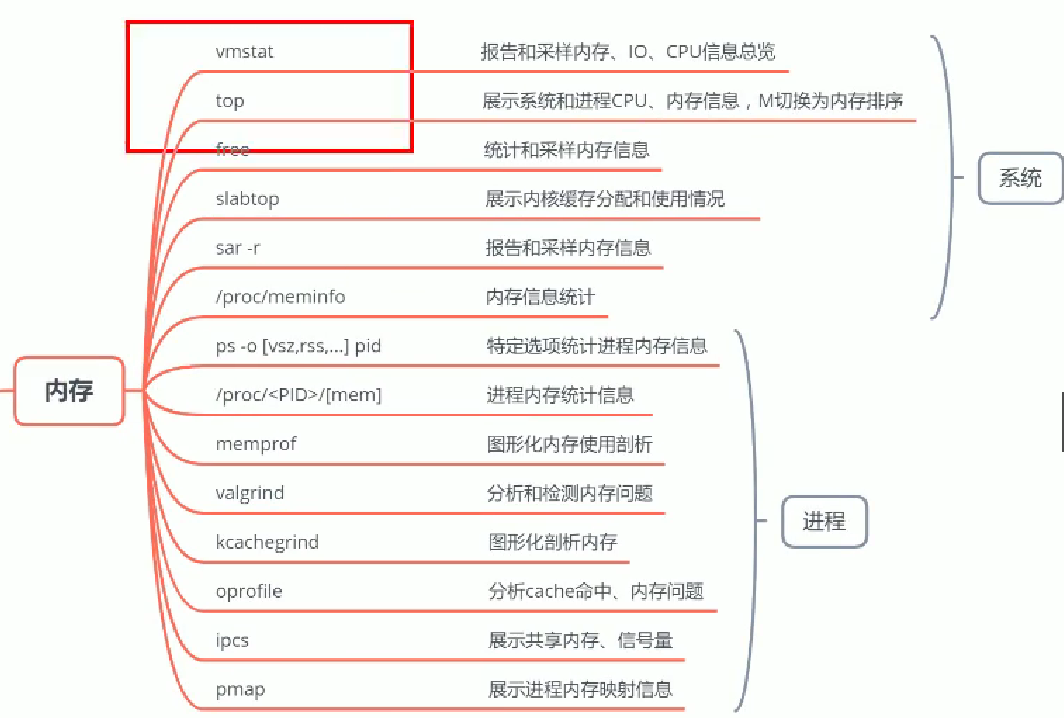 vmstat 报告和采样内存、IO、CPU信息总览
top 展示系统和进程CPU、内存信息，M切换为内存排序
free 统计和采样内存信息
slabtop 展示内核缓存分配和使用情况
sar -r 报告和采样内存信息
/proc/meminfo 内存信息统计
系统
内存
ps -o [vsz,rss,...] pid 特定选项统计进程内存信息
/proc/<PID>/[mem] 进程内存统计信息
memprof 图形化内存使用剖析
valgrind 分析和检测内存问题
kcachegrind 图形化剖析内存
oprofile 分析cache命中、内存问题
ipcs 展示共享内存、信号量
pmap 展示进程内存映射信息
进程